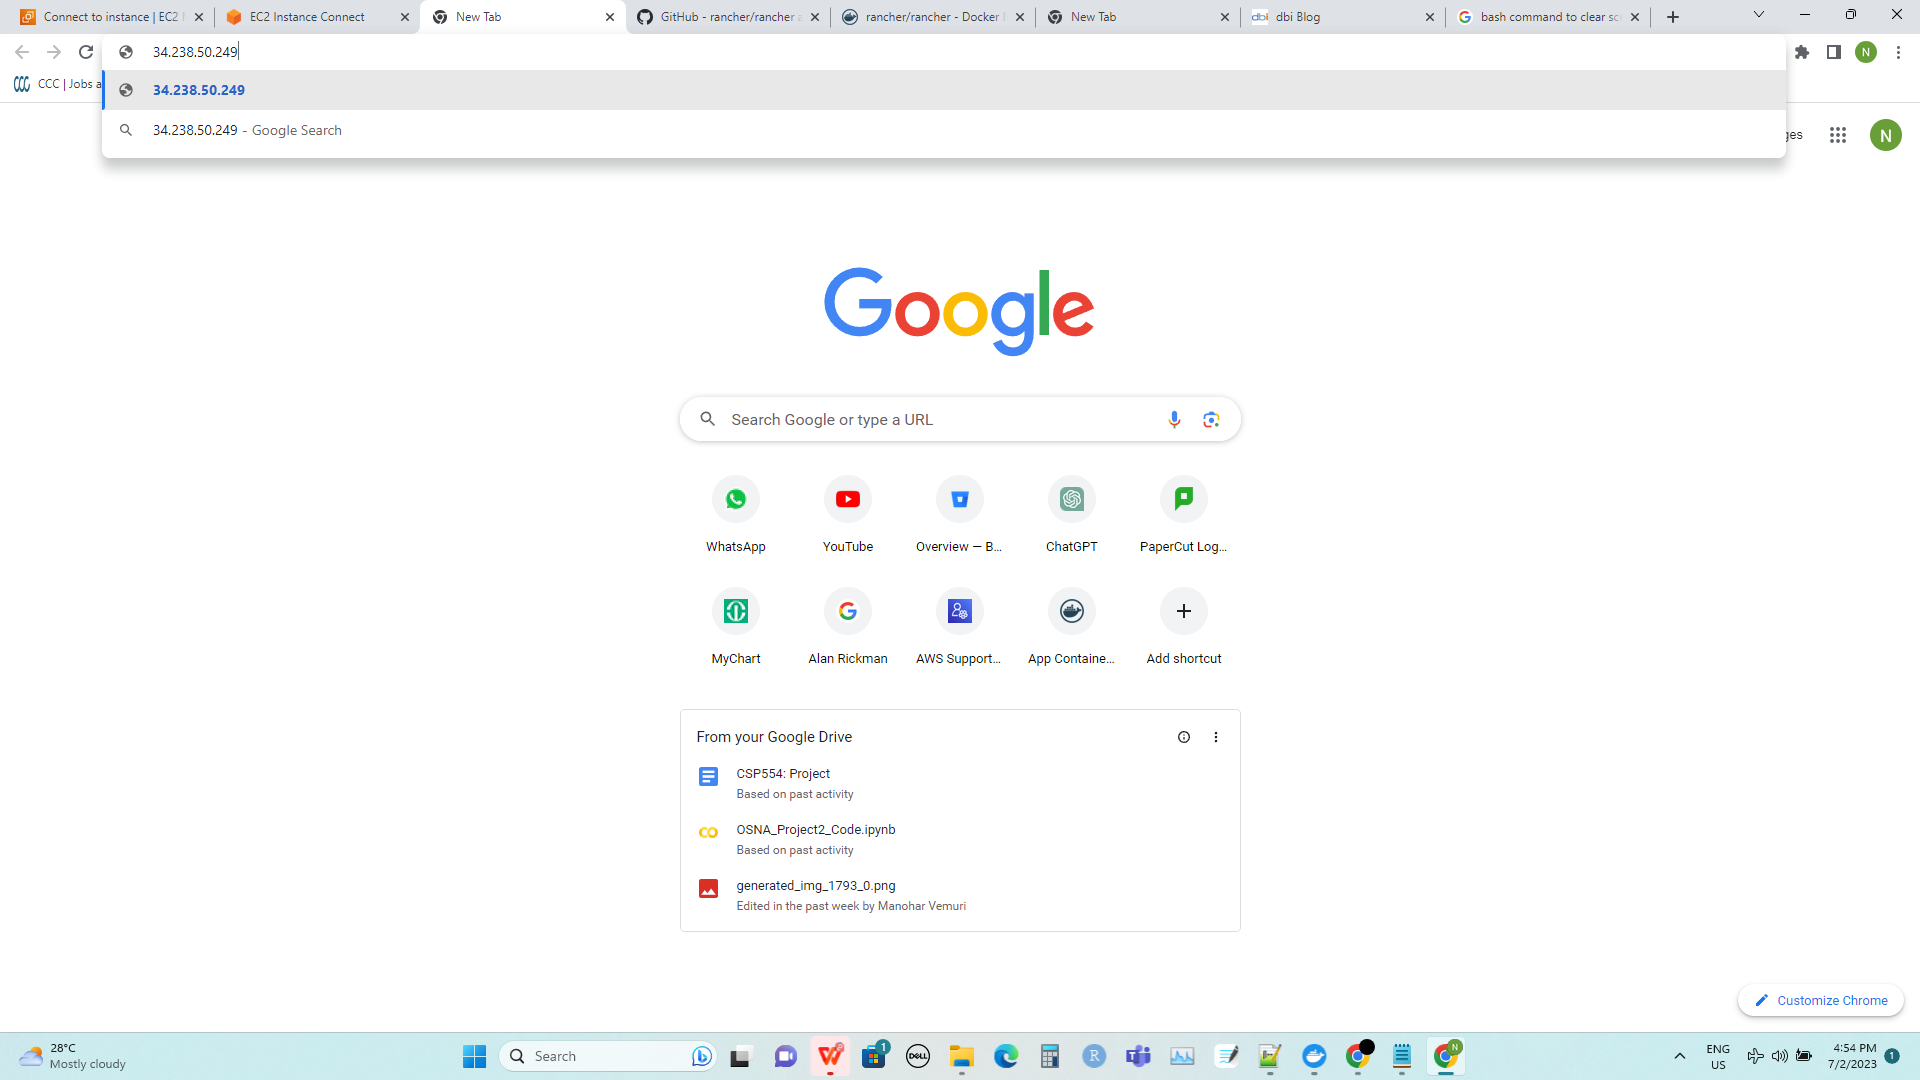 Connect to instance | EC2
EC2 Instance Connect
New Tab
GitHub - rancher/rancher
rancher/rancher - Docker
New Tab
dbi
dbi Blog
bash command to clear
34.238.50.249
N
CCC | Jobs
34.238.50.249
34.238.50.249 - Google Search
N
Google
Search Google or type a URL
WhatsApp
YouTube
Overview — B...
ChatGPT
PaperCut Log...
MyChart
Alan Rickman
AWS Support...
App Containe...
Add shortcut
From your Google Drive
CSP554: Project
Based on past activity
OSNA_Project2_Code.ipynb
Based on past activity
generated_img_1793_0.png
Edited in the past week by Manohar Vemuri
Customize Chrome
28°C
Mostly cloudy
Search
1
DELL
R
N
ENG
US
4:54 PM
7/2/2023
1